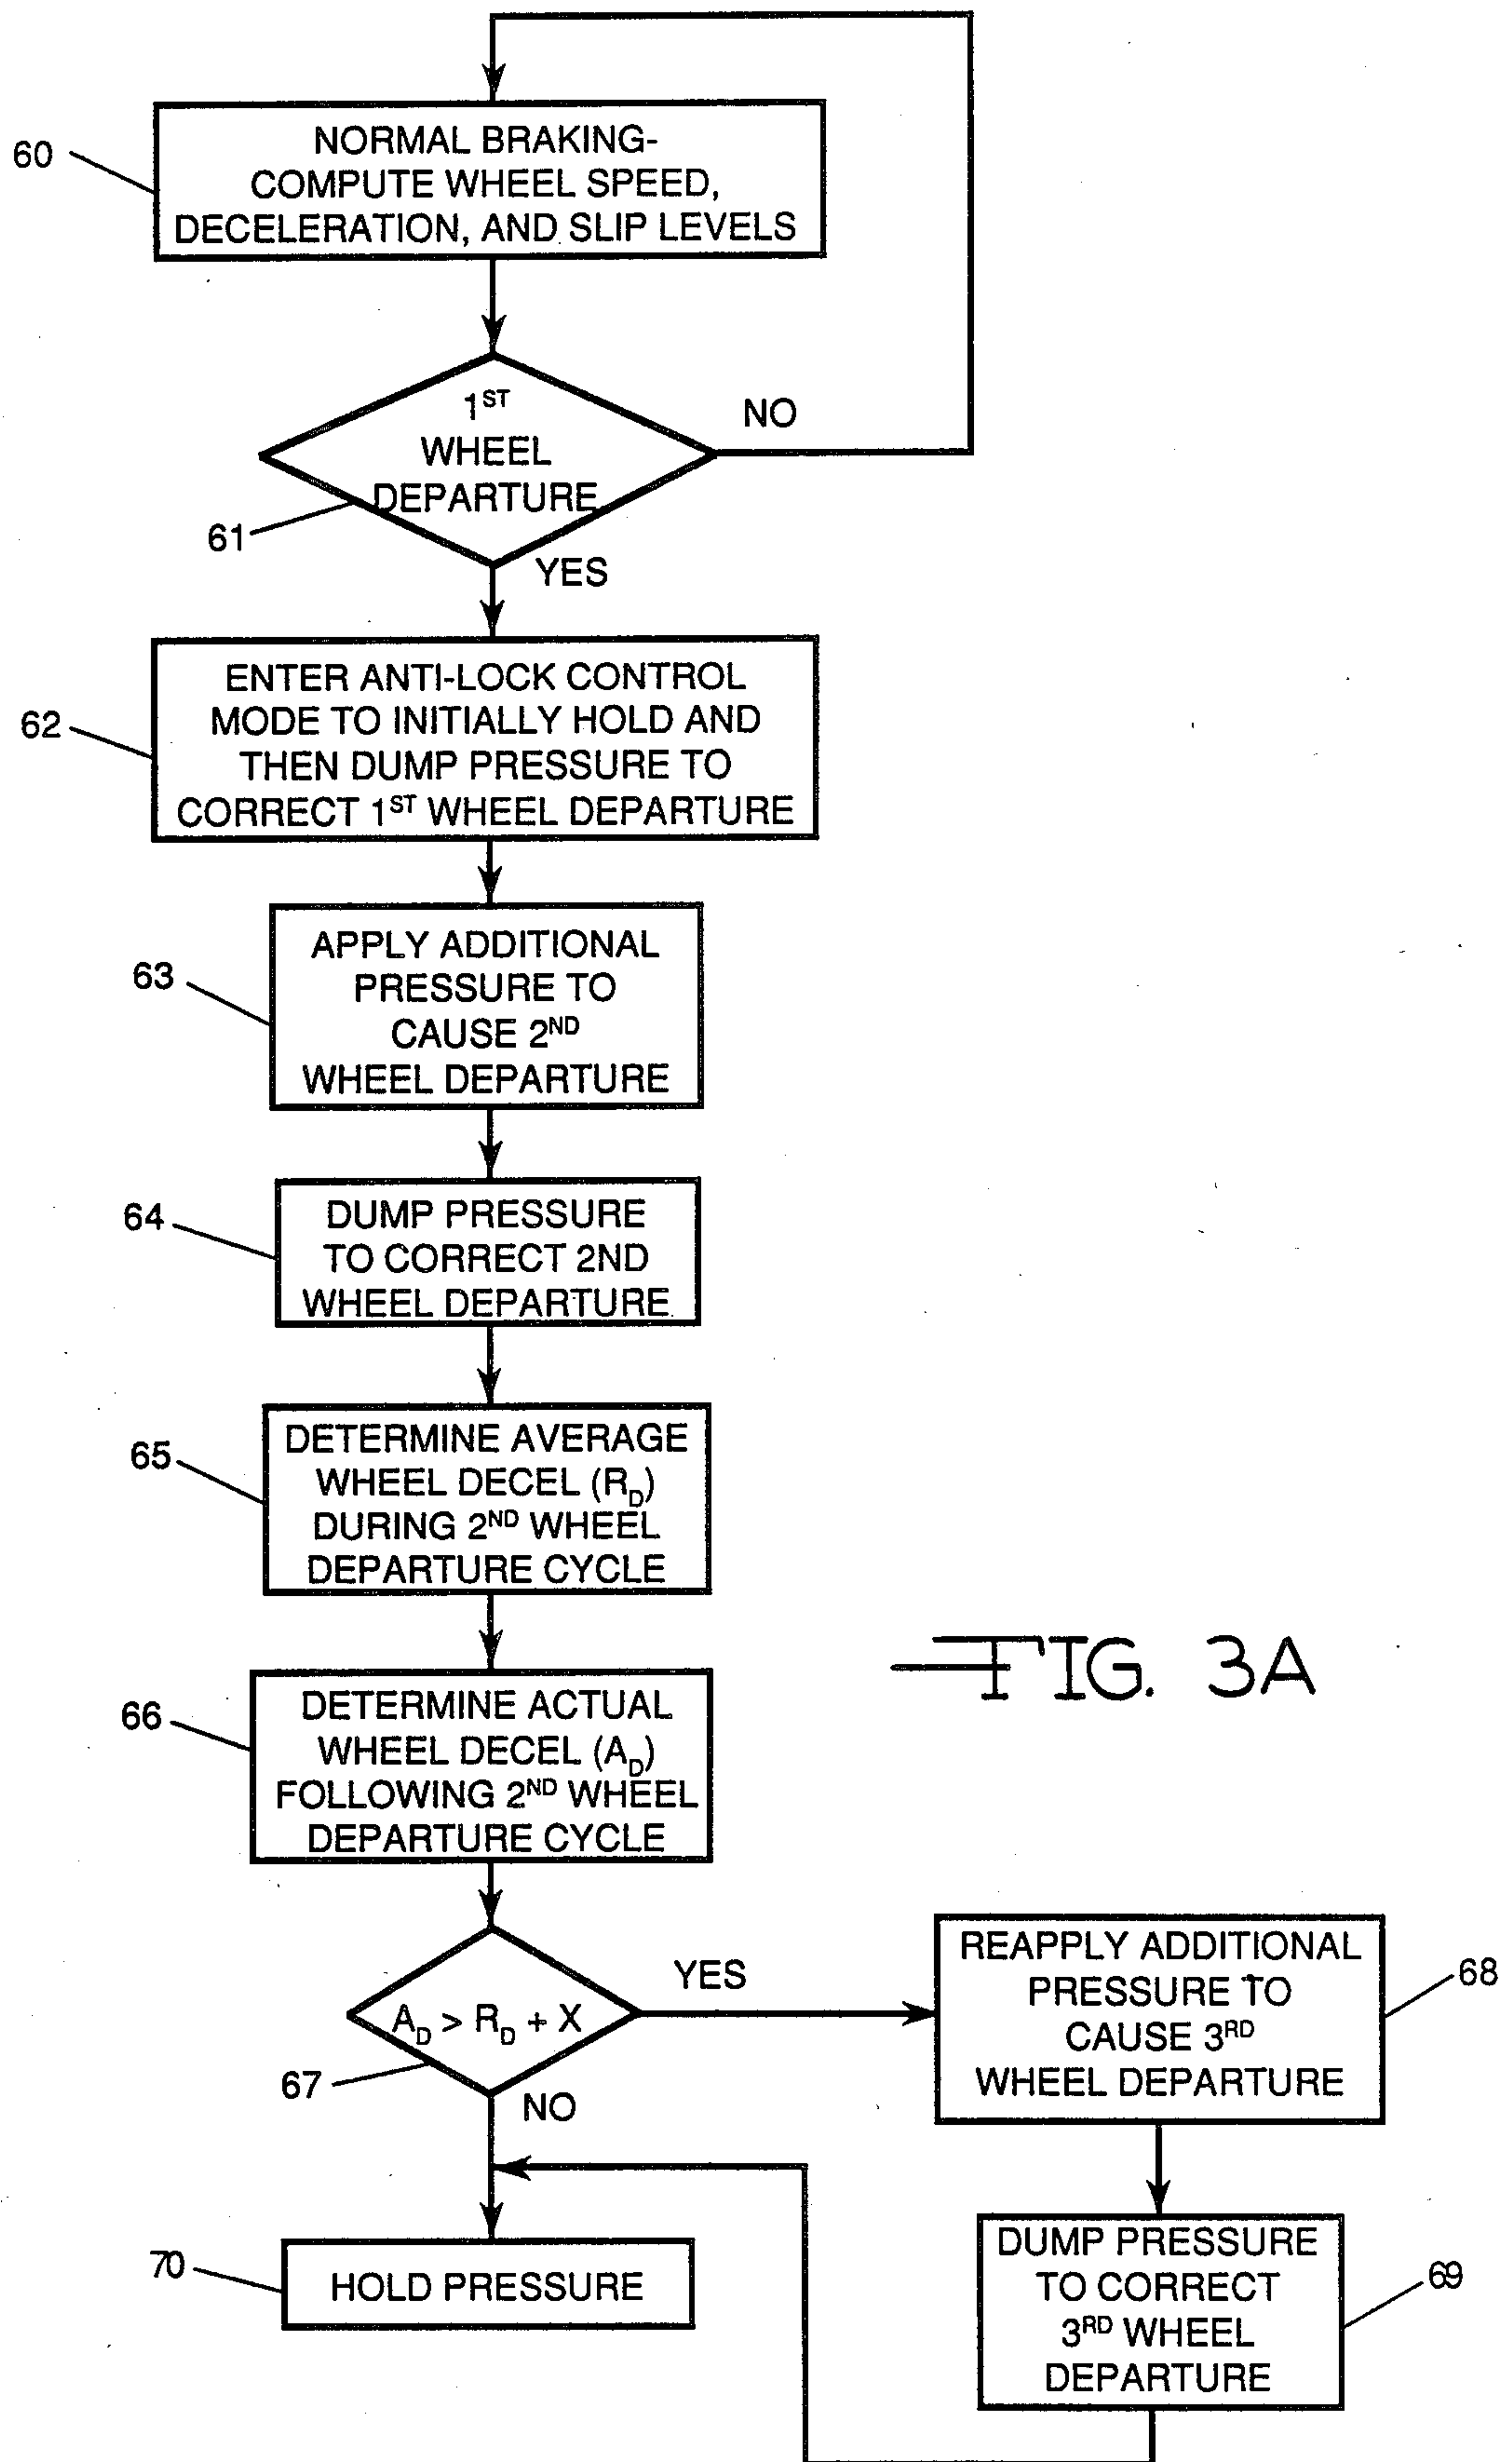 60
NORMAL BRAKING-
COMPUTE WHEEL SPEED,
DECELERATION, AND SLIP LEVELS
1ST
WHEEL
DEPARTURE
NO
61
YES
62
ENTER ANTI-LOCK CONTROL
MODE TO INITIALLY HOLD AND
THEN DUMP PRESSURE TO
CORRECT 1ST WHEEL DEPARTURE
63
APPLY ADDITIONAL
PRESSURE TO
CAUSE 2ND
WHEEL DEPARTURE
64
DUMP PRESSURE
TO CORRECT 2ND
WHEEL DEPARTURE
65
DETERMINE AVERAGE
WHEEL DECEL (RD)
DURING 2ND WHEEL
DEPARTURE CYCLE
FIG. 3A
66
DETERMINE ACTUAL
WHEEL DECEL (AD)
FOLLOWING 2ND WHEEL
DEPARTURE CYCLE
AD > RD + X
YES
67
NO
REAPPLY ADDITIONAL
PRESSURE TO
CAUSE 3RD
WHEEL DEPARTURE
68
DUMP PRESSURE
TO CORRECT
3RD WHEEL
DEPARTURE
69
70
HOLD PRESSURE